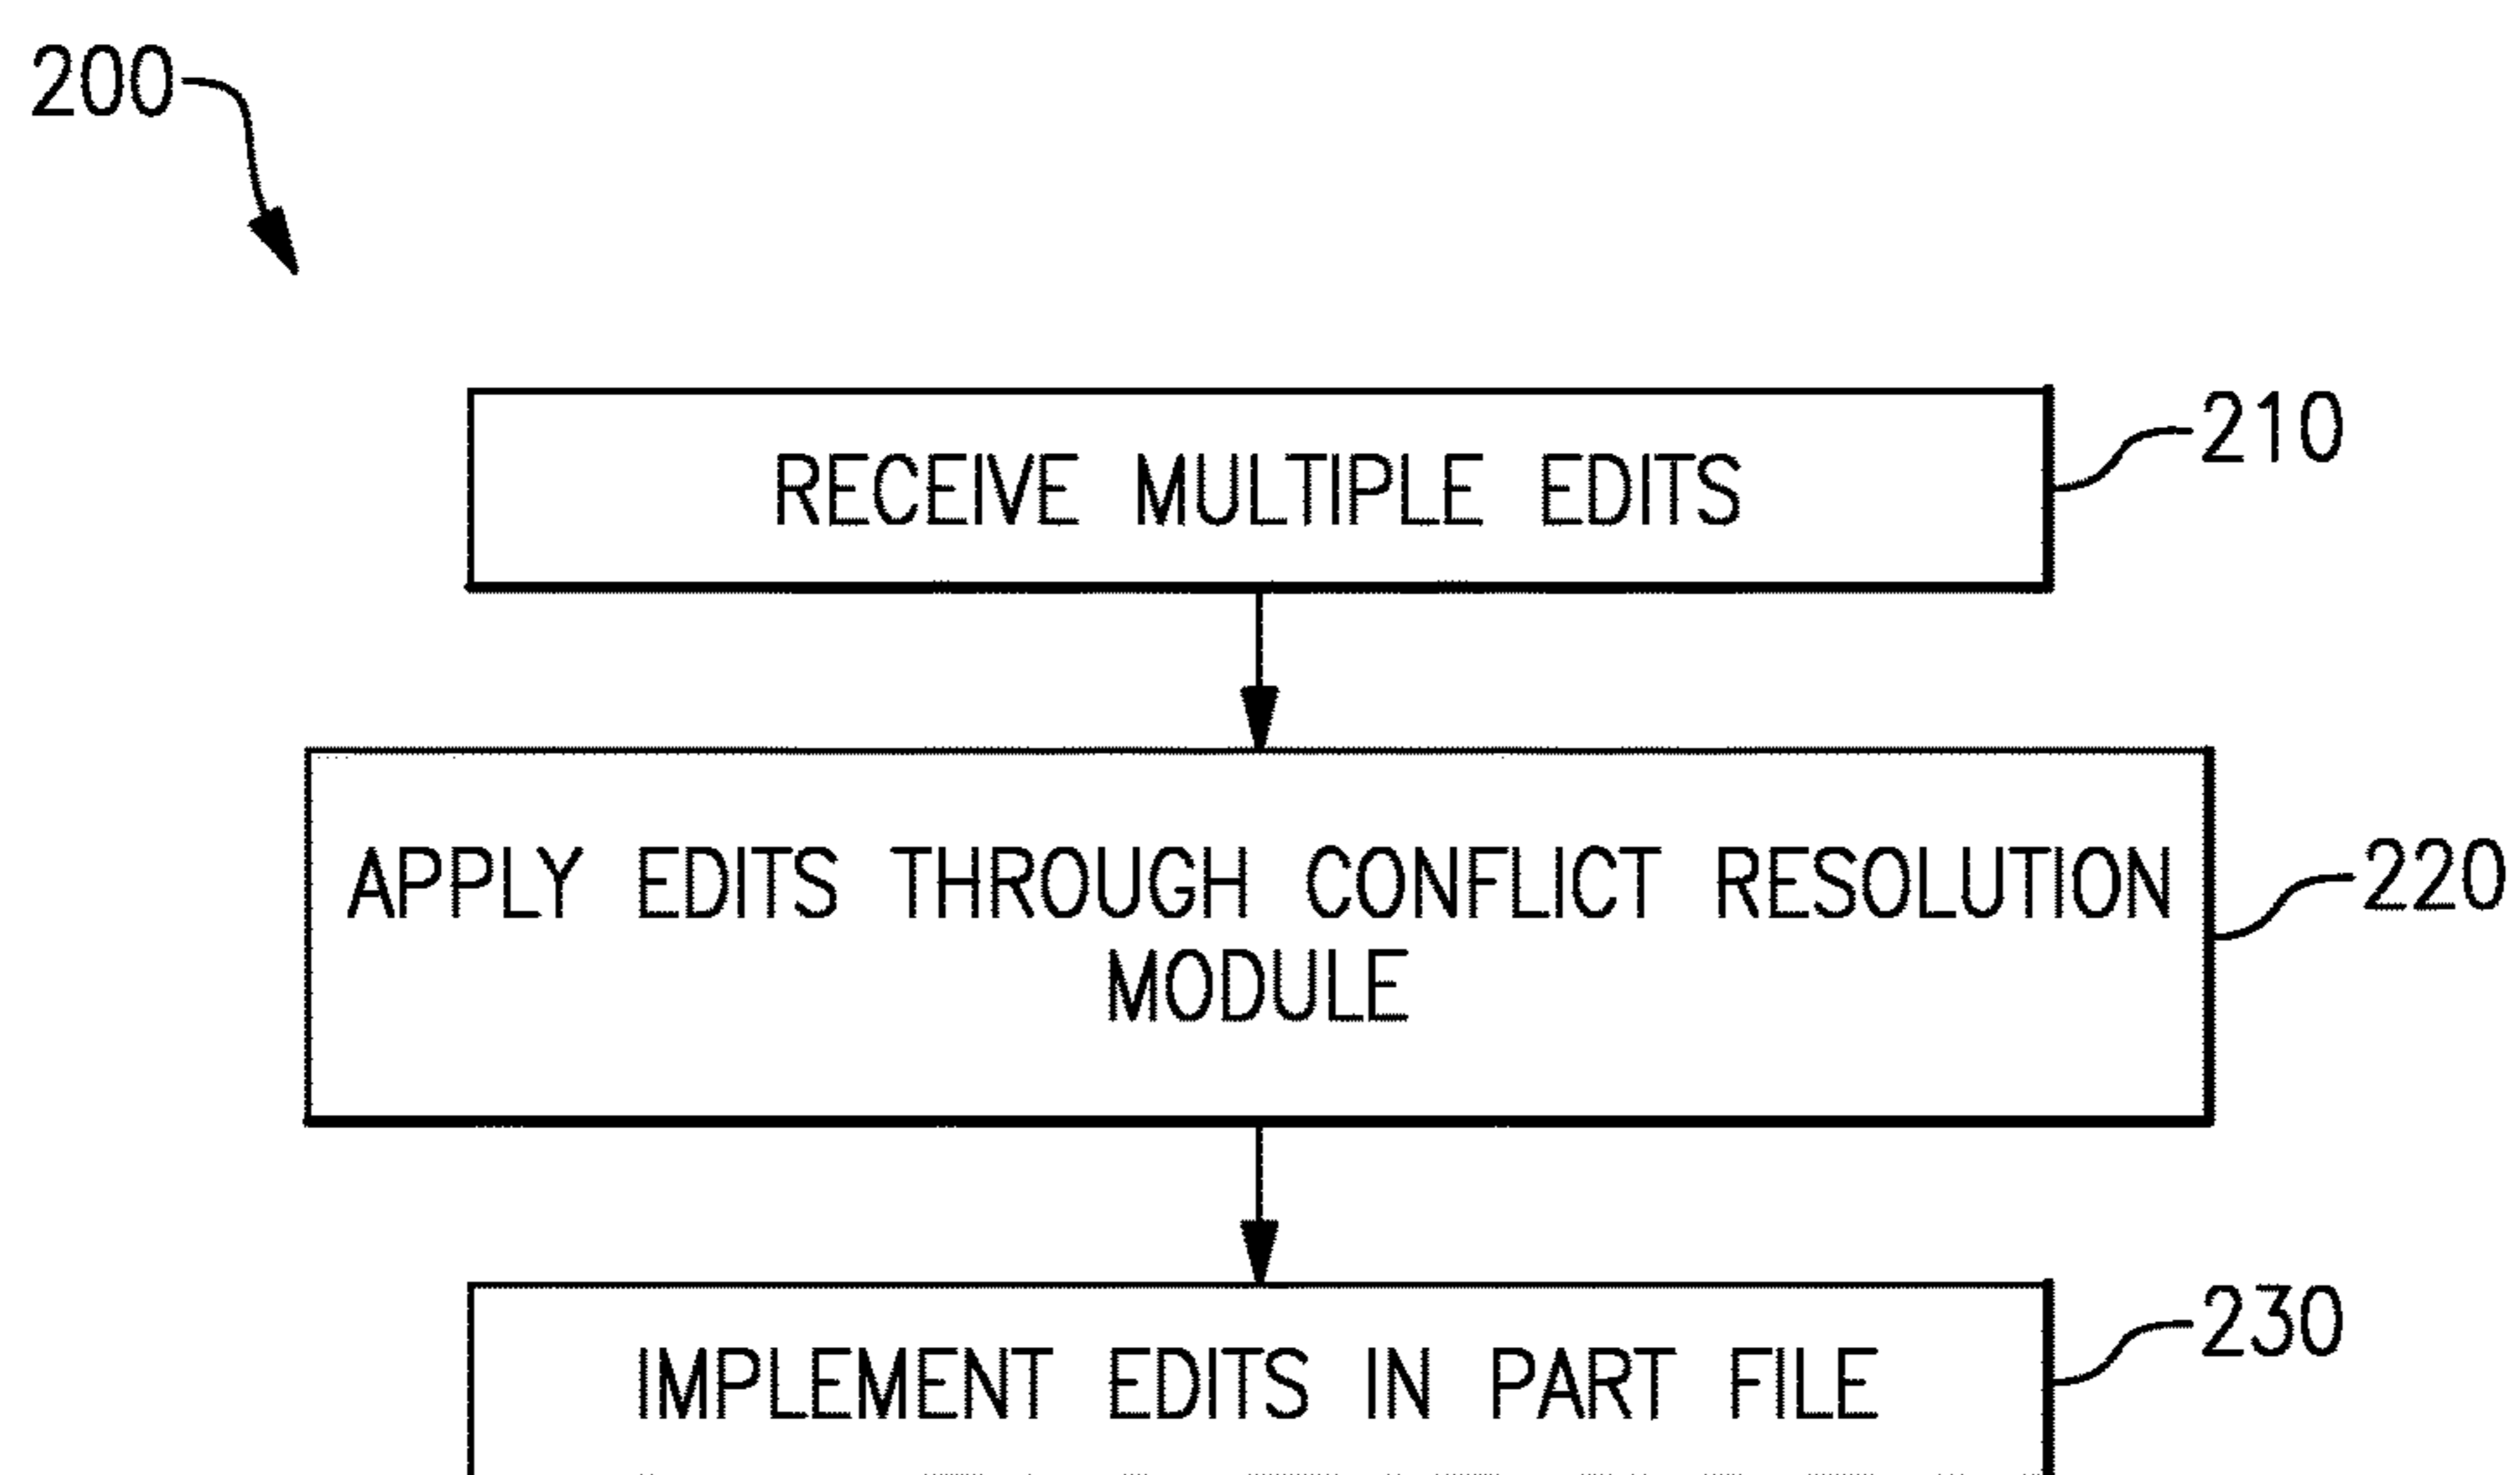 200
RECEIVE MULTIPLE EDITS
210
APPLY EDITS THROUGH CONFLICT RESOLUTION
MODULE
220
IMPLEMENT EDITS IN PART FILE
230